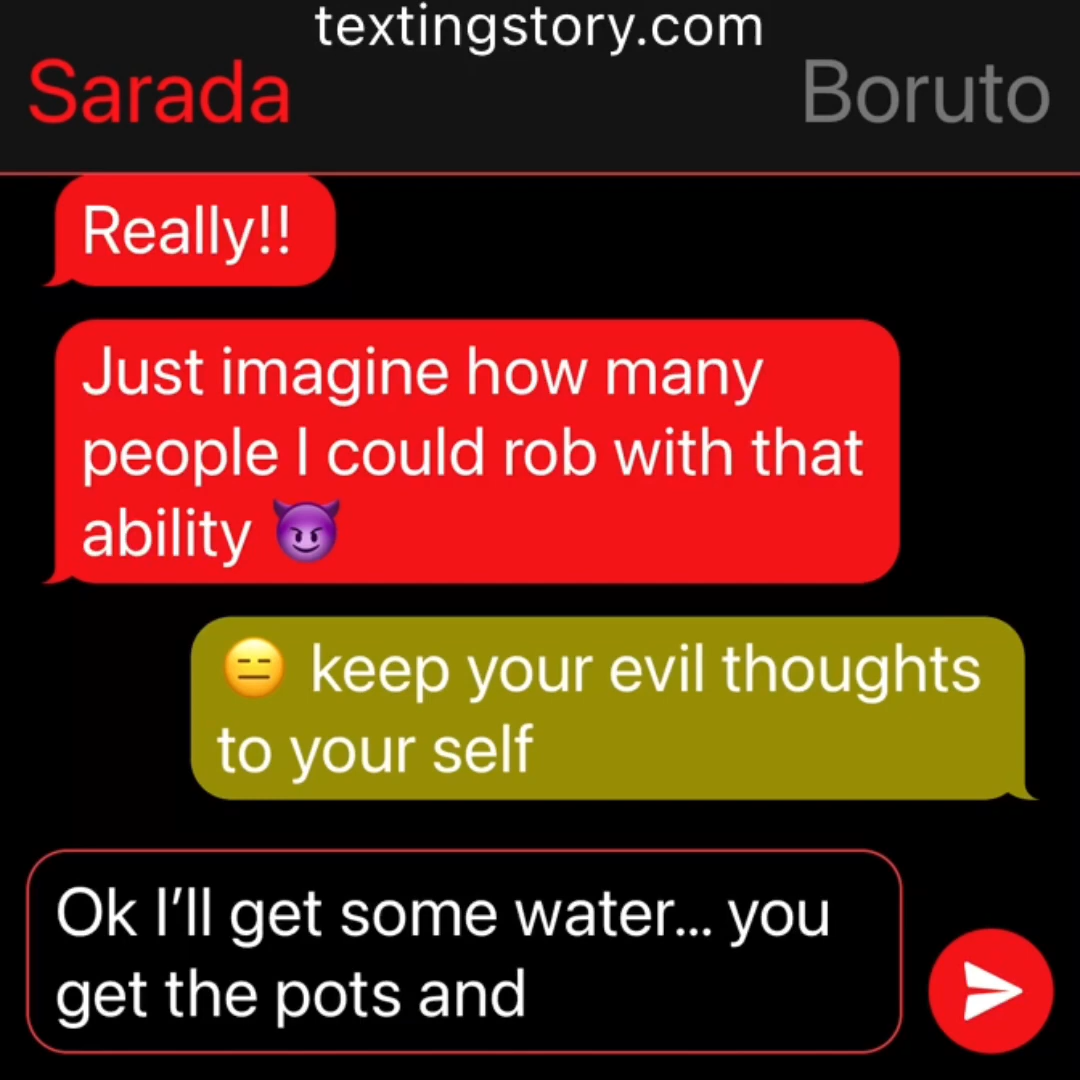 textingstory.com
Sarada Boruto
Really!!
Just imagine how many
people I could rob with that
ability 😈
😑 keep your evil thoughts
to your self
Ok I’ll get some water... you
get the pots and